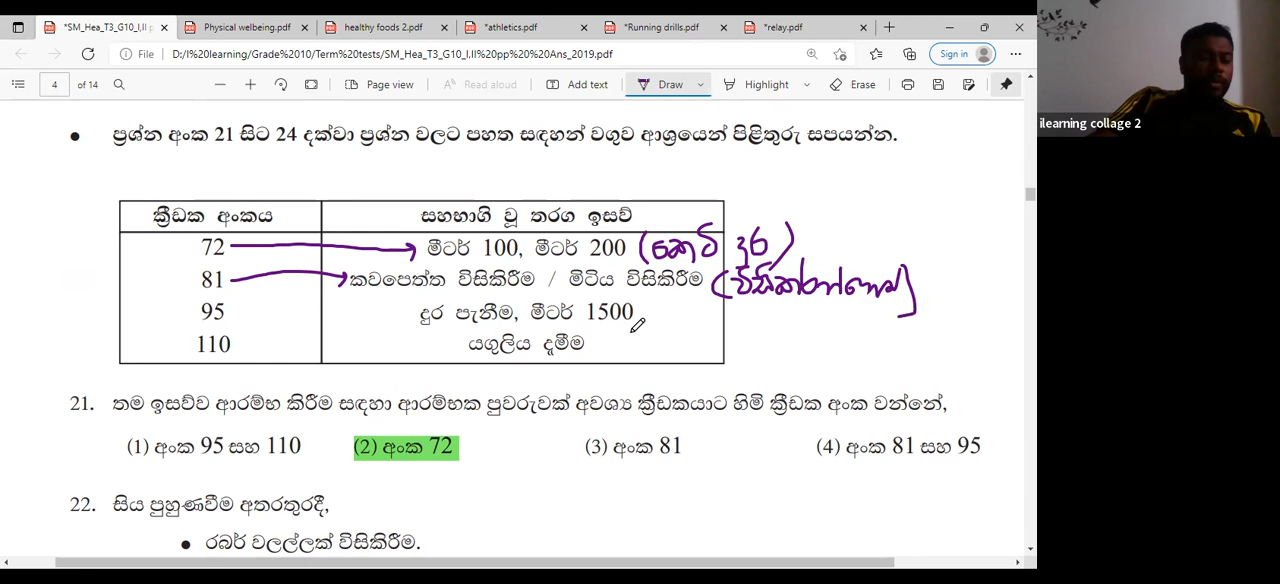 *SM_Hea_T3_G10_I,II p
Physical wellbeing.pdf
healthy foods 2.pdf
*athletics.pdf
*Running drills.pdf
*relay.pdf
File
D:/I%20learning/Grade%2010/Term%20tests/SM_Hea_T3_G10_I,II%20pp%20%20Ans_2019.pdf
Sign in
4 of 14
Page view
Read aloud
Add text
Draw
Highlight
Erase
ilearning collage 2
• ප්‍රශ්න අංක 21 සිට 24 දක්වා ප්‍රශ්න වලට පහත සඳහන් වගුව ආශ්‍රයෙන් පිළිතුරු සපයන්න.
ක්‍රීඩක අංකය සහභාගි වූ තරග ඉසව්
72 මීටර් 100, මීටර් 200 (කෙටි දුර)
81 කවපෙත්ත විසිකිරීම / මිටිය විසිකිරීම
95 දුර පැනීම, මීටර් 1500
110 යගුලිය දැමීම
21. තම ඉසව්ව ආරම්භ කිරීම සඳහා ආරම්භක පුවරුවක් අවශ්‍ය ක්‍රීඩකයාට හිමි ක්‍රීඩක අංක වන්නේ,
(1) අංක 95 සහ 110 (2) අංක 72 (3) අංක 81 (4) අංක 81 සහ 95
22. සිය පුහුණුවීම් අතරතුරදී,
• රබර් වලල්ලක් විසිකිරීම.